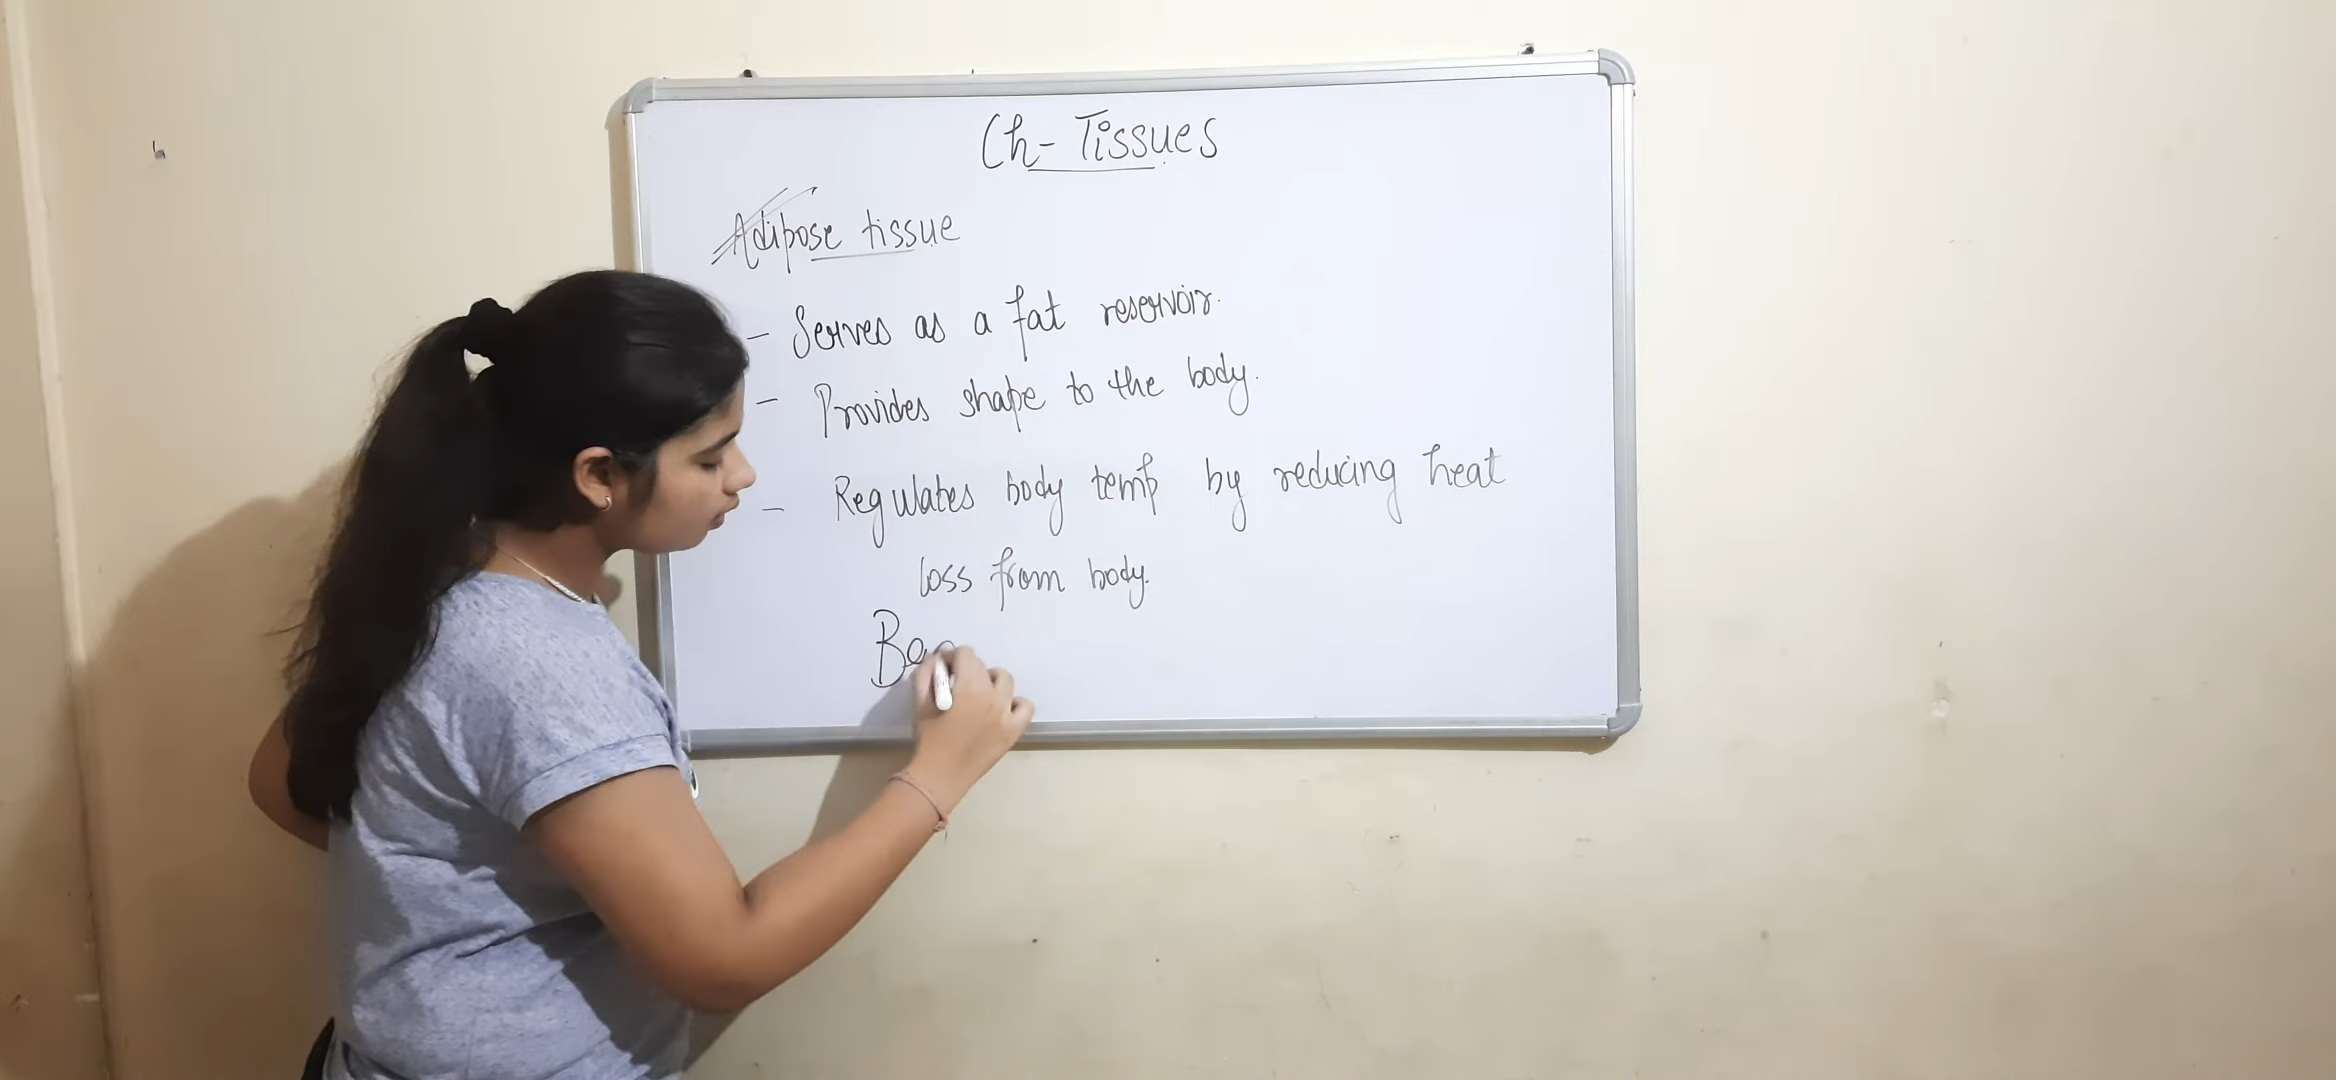 Ch- Tissues
Adipose tissue
- Serves as a fat reservoir.
- Provides shape to the body.
- Regulates body temp by reducing heat
loss from body.